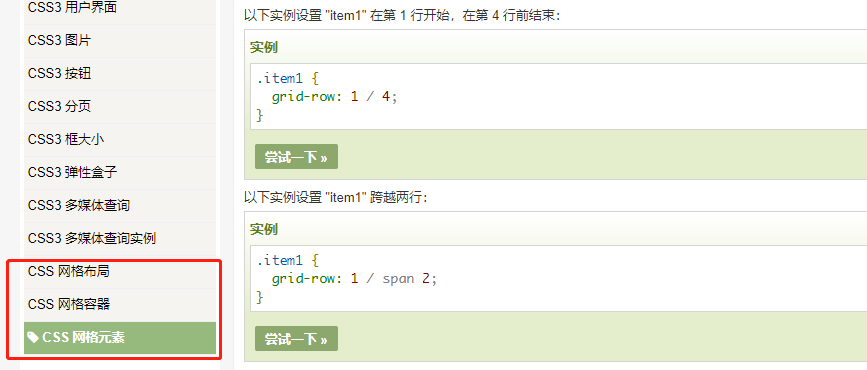 CSS3 用户界面
CSS3 图片
CSS3 按钮
CSS3 分页
CSS3 框大小
CSS3 弹性盒子
CSS3 多媒体查询
CSS3 多媒体查询实例
CSS 网格布局
CSS 网格容器
CSS 网格元素
以下实例设置 "item1" 在第 1 行开始，在第 4 行前结束：
实例
.item1 {
  grid-row: 1 / 4;
}
尝试一下 »
以下实例设置 "item1" 跨越两行：
实例
.item1 {
  grid-row: 1 / span 2;
}
尝试一下 »